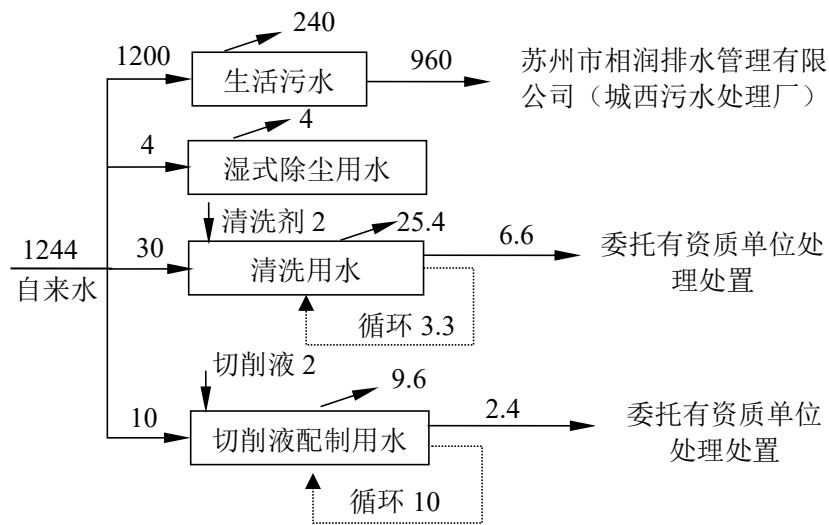 240
1200
生活污水
960
苏州市相润排水管理有限
公司（城西污水处理厂）
4
4
湿式除尘用水
清洗剂 2
25.4
1244
自来水
30
清洗用水
6.6
委托有资质单位处
理处置
循环 3.3
切削液 2
9.6
10
切削液配制用水
2.4
委托有资质单位
处理处置
循环 10